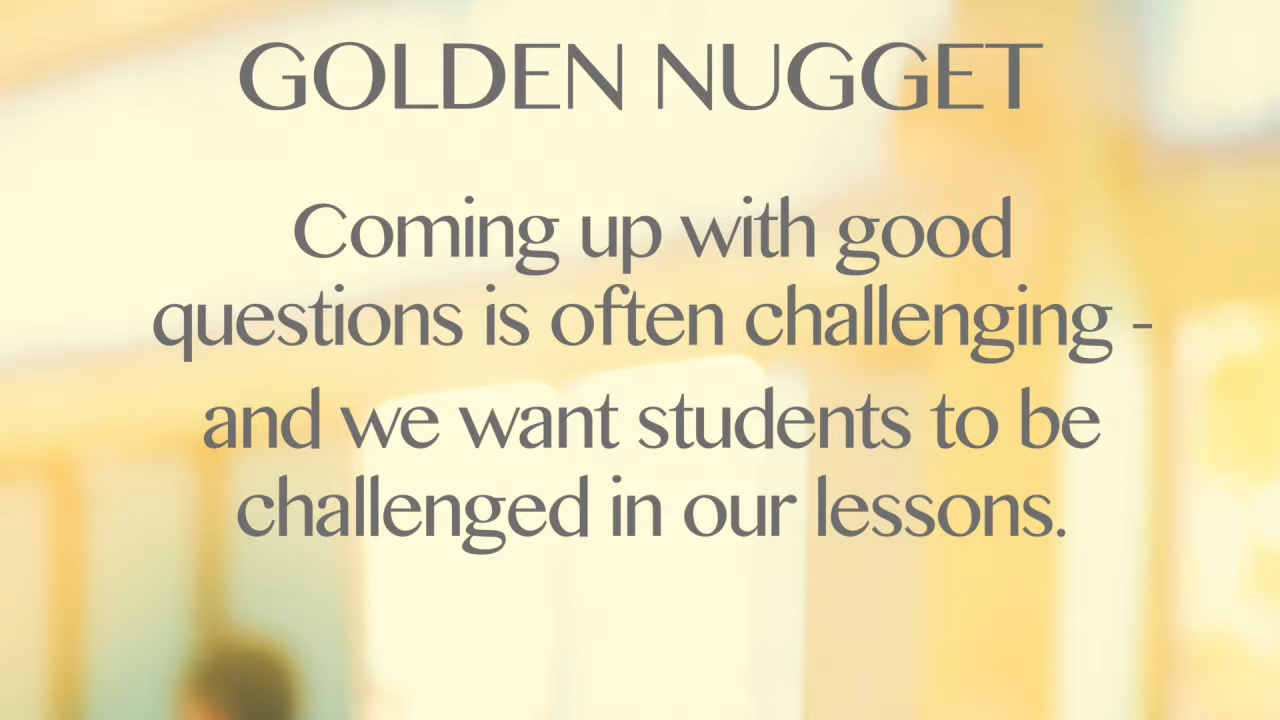 GOLDEN NUGGET
Coming up with good
questions is often challenging -
and we want students to be
challenged in our lessons.